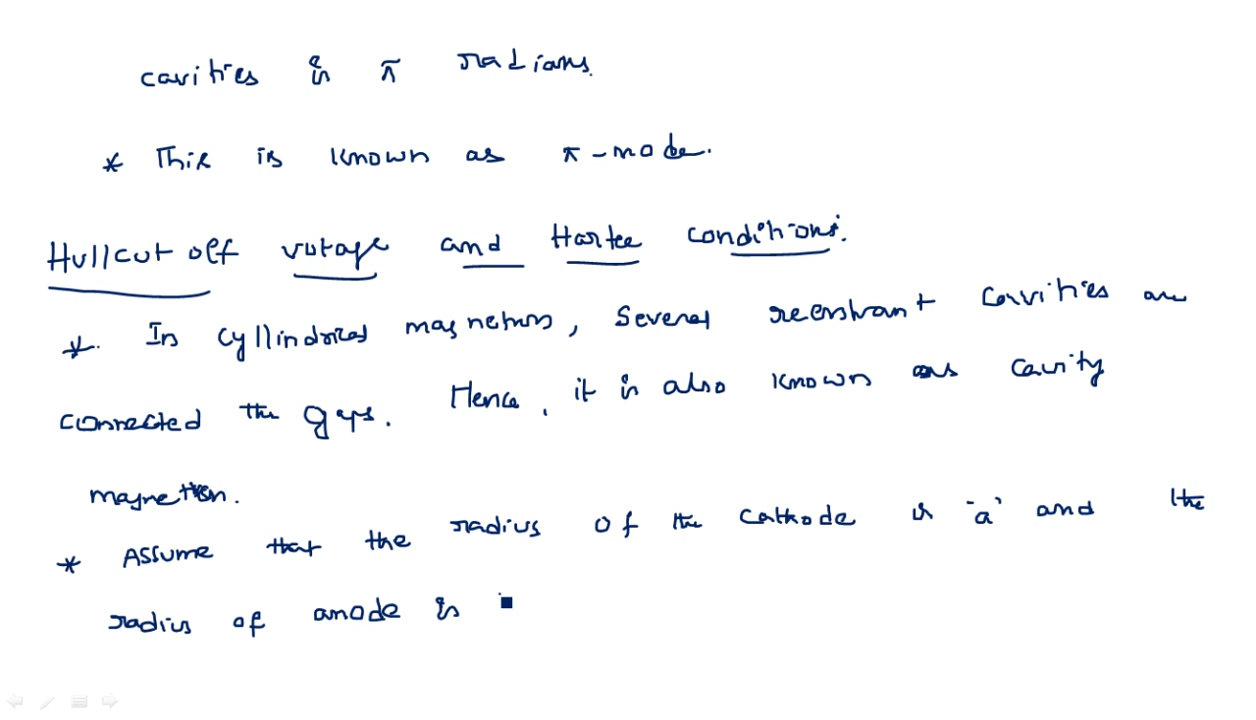 cavities is π radians.
* This is known as π-mode.
Hullcut off votage and Hartee conditions.
* In cyllindrical magnetrons, several reentrant cavities are
connected the gaps. Hence, it is also known as cavity
magnetron.
* Assume that the radius of the cathode is 'a' and the
radius of anode is